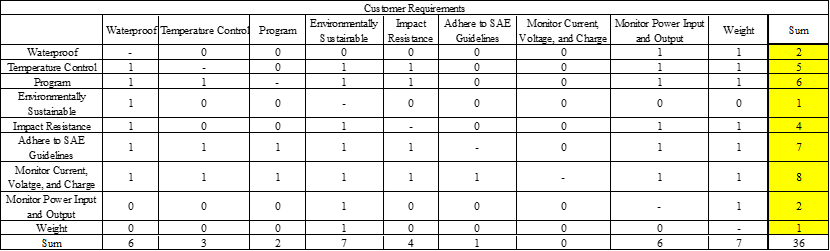 Customer Requirements
Waterproof Temperature Control Program Environmentally Sustainable Impact Resistance Adhere to SAE Guidelines Monitor Current, Voltage, and Charge Monitor Power Input and Output Weight Sum
Waterproof - 0 0 0 0 0 0 1 1 2
Temperature Control 1 - 0 1 1 0 0 1 1 5
Program 1 1 - 1 1 0 0 1 1 6
Environmentally Sustainable 1 0 0 - 0 0 0 0 0 1
Impact Resistance 1 0 0 1 - 0 0 1 1 4
Adhere to SAE Guidelines 1 1 1 1 1 - 0 1 1 7
Monitor Current, Volatge, and Charge 1 1 1 1 1 1 - 1 1 8
Monitor Power Input and Output 0 0 0 1 0 0 0 - 1 2
Weight 0 0 0 1 0 0 0 0 - 1
Sum 6 3 2 7 4 1 0 6 7 36